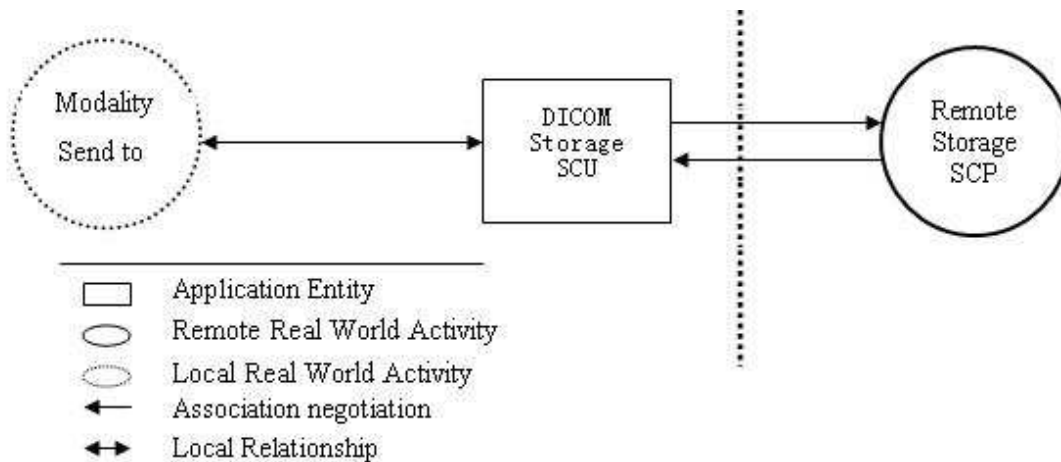 Modality
Send to
DICOM
Storage
SCU
Remote
Storage
SCP
Application Entity
Remote Real World Activity
Local Real World Activity
Association negotiation
Local Relationship